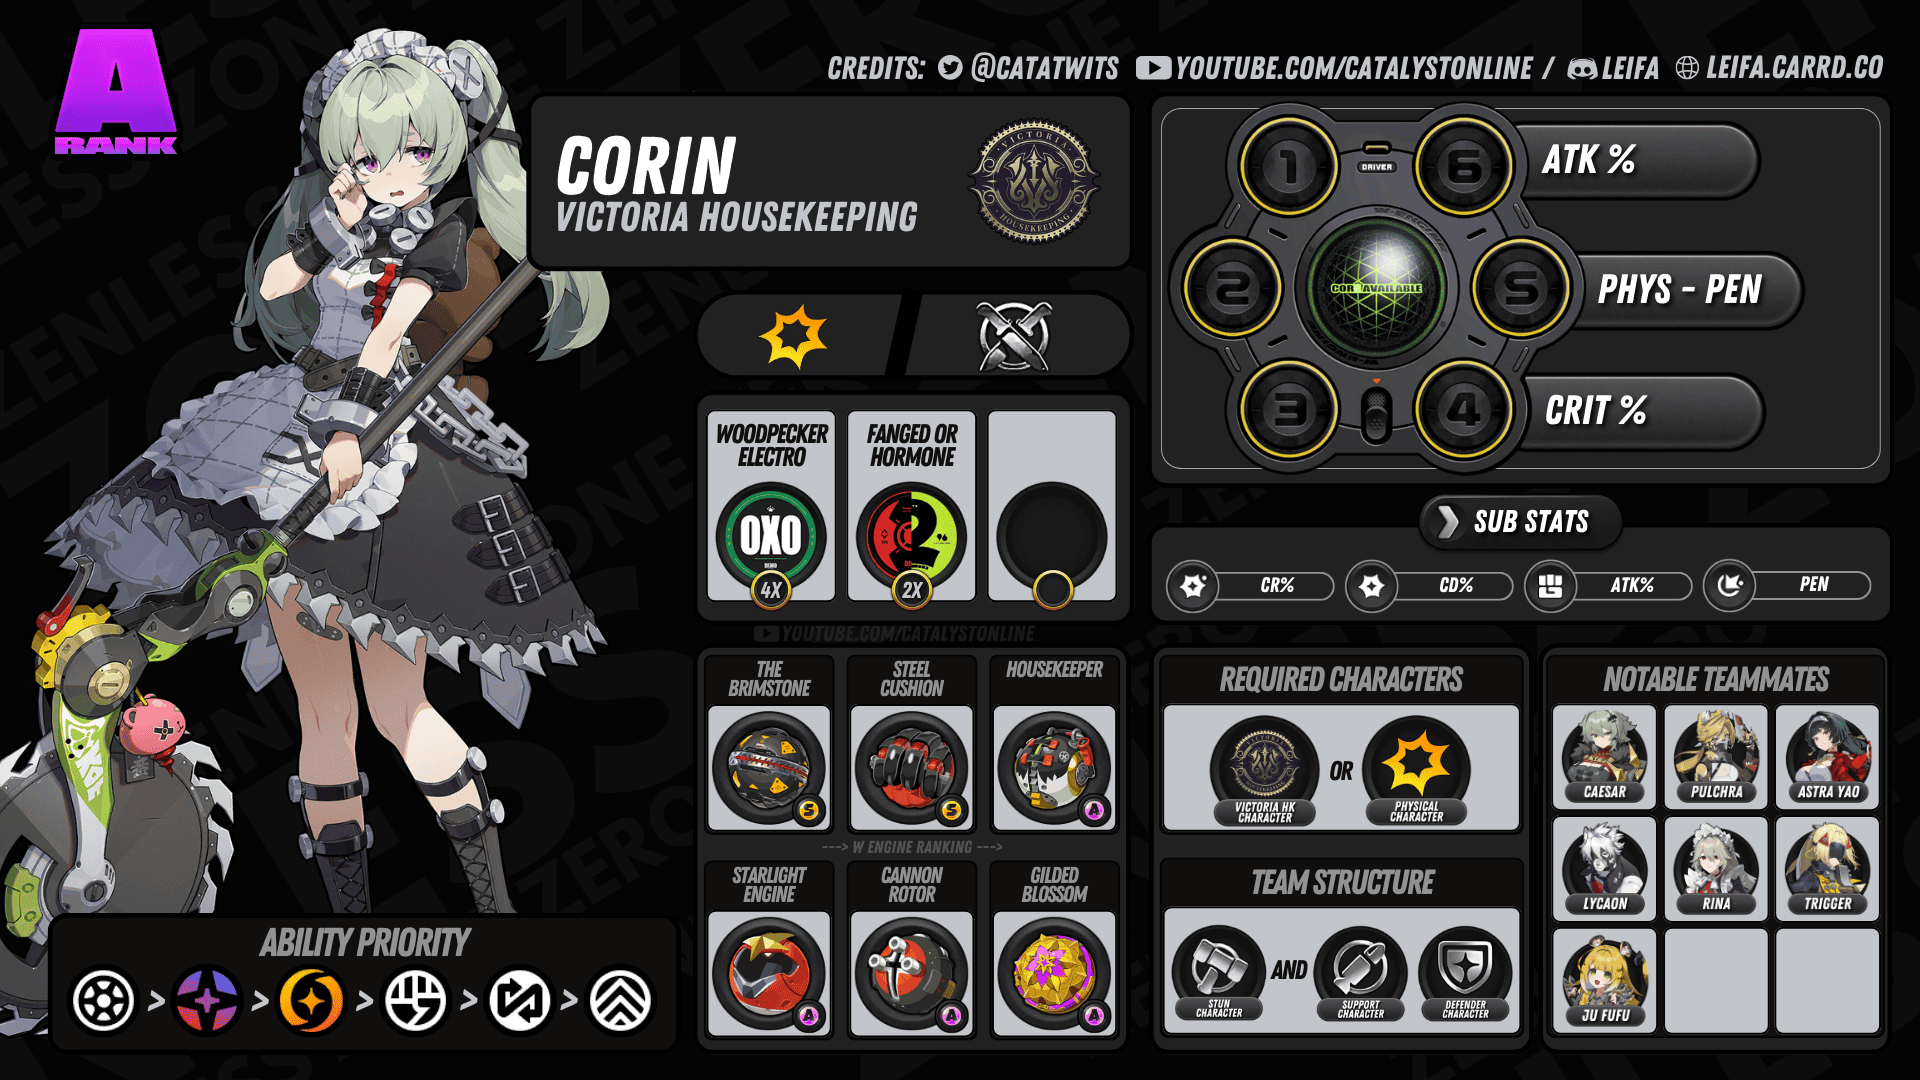 A
RANK
CREDITS: @CATATWITS YOUTUBE.COM/CATALYSTONLINE / LEIFA LEIFA.CARRD.CO
CORIN
VICTORIA HOUSEKEEPING
VICTORIA
HOUSEKEEPING
1
6
DRIVER
ATK %
2
5
PHYS - PEN
3
4
CRIT %
WOODPECKER
ELECTRO
OXO
DEMO
4X
FANGED OR
HORMONE
2X
SUB STATS
CR%
CD%
ATK%
PEN
YOUTUBE.COM/CATALYSTONLINE
THE
BRIMSTONE
S
STEEL
CUSHION
S
HOUSEKEEPER
A
---> W ENGINE RANKING --->
STARLIGHT
ENGINE
A
CANNON
ROTOR
A
GILDED
BLOSSOM
A
REQUIRED CHARACTERS
VICTORIA HK
CHARACTER
OR
PHYSICAL
CHARACTER
TEAM STRUCTURE
STUN
CHARACTER
AND
SUPPORT
CHARACTER
DEFENDER
CHARACTER
NOTABLE TEAMMATES
CAESAR
PULCHRA
ASTRA YAO
LYCAON
RINA
TRIGGER
JU FUFU
ABILITY PRIORITY
> > > > >